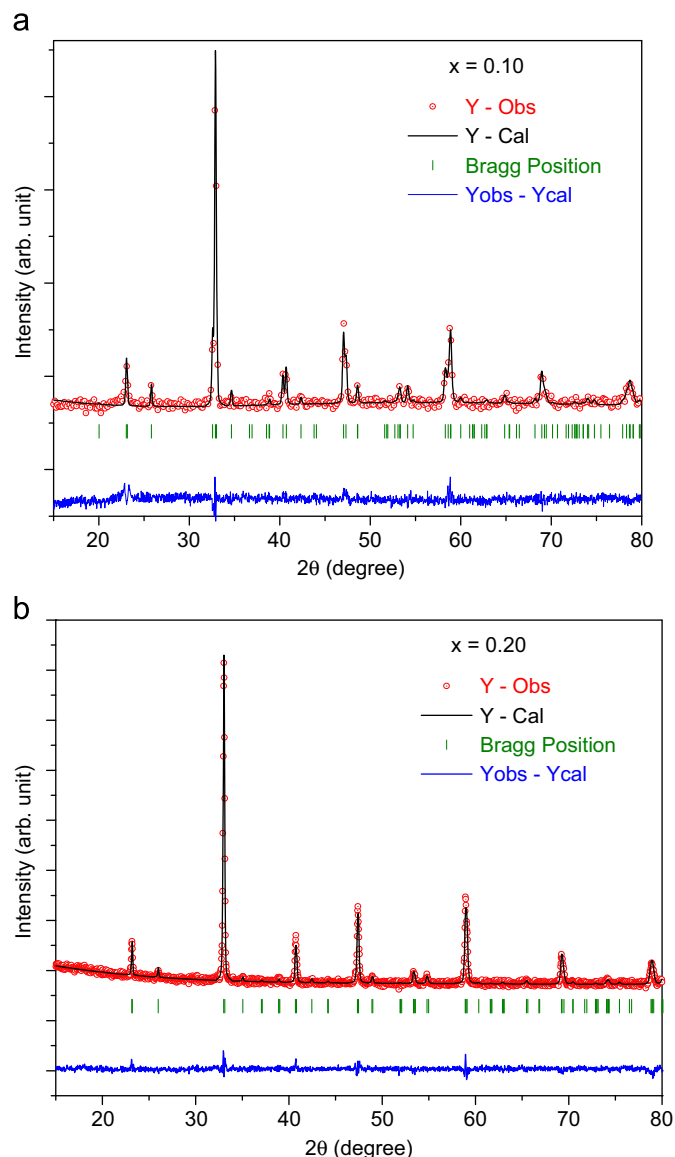 a
x = 0.10
Y - Obs
Y - Cal
Bragg Position
Yobs - Ycal
Intensity (arb. unit)
20 30 40 50 60 70 80
2θ (degree)
b
x = 0.20
Y - Obs
Y - Cal
Bragg Position
Yobs - Ycal
Intensity (arb. unit)
20 30 40 50 60 70 80
2θ (degree)